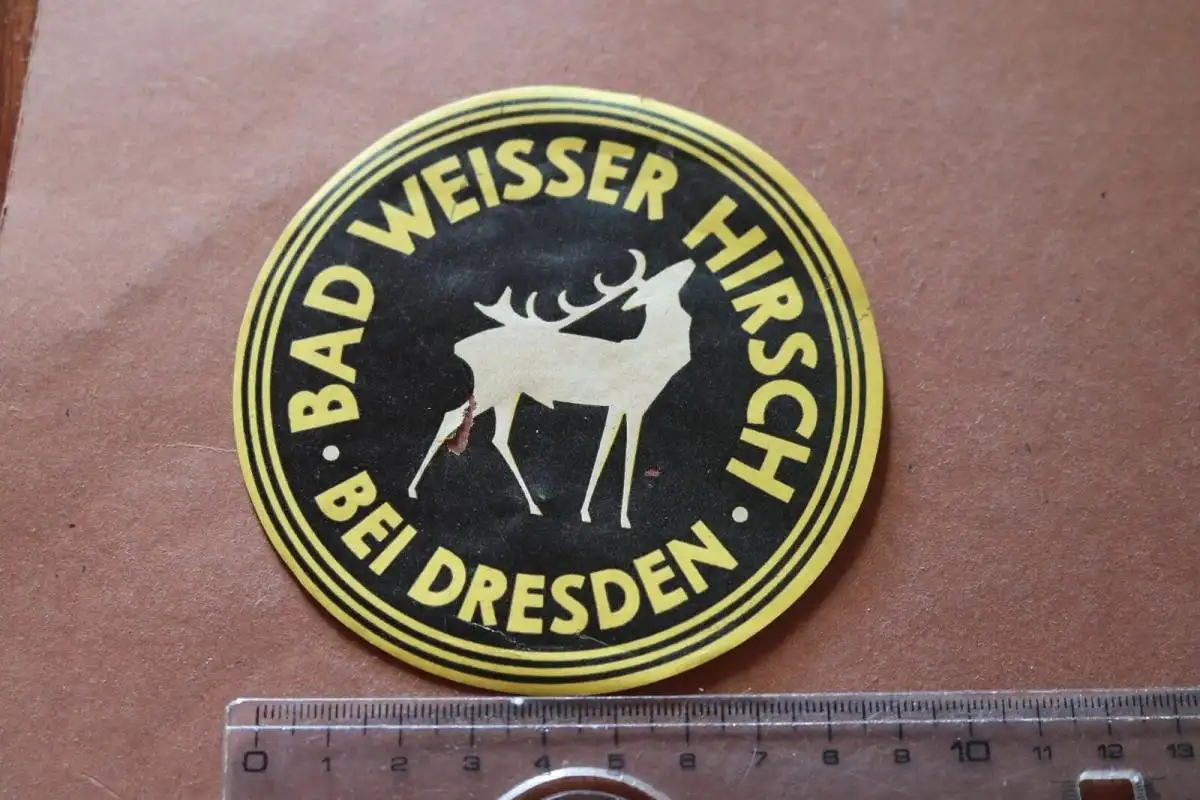 BAD WEISSER HIRSCH
· BEI DRESDEN ·
0 1 2 3 4 5 6 7 8 9 10 11 12 13